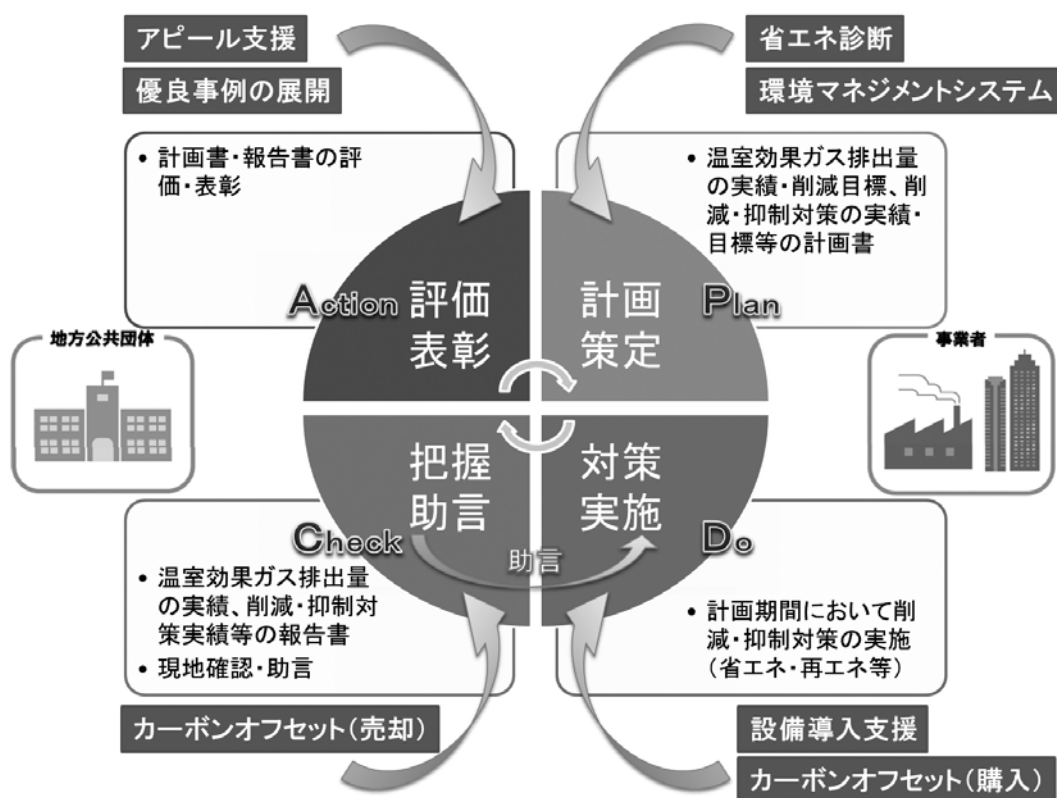 アピール支援
優良事例の展開
省エネ診断
環境マネジメントシステム
• 計画書・報告書の評
価・表彰
• 温室効果ガス排出量
の実績・削減目標、削
減・抑制対策の実績・
目標等の計画書
Action
評価
表彰
計画
策定
Plan
地方公共団体
事業者
把握
助言
対策
実施
Check
助言
Do
• 温室効果ガス排出量
の実績、削減・抑制対
策実績等の報告書
• 現地確認・助言
• 計画期間において削
減・抑制対策の実施
（省エネ・再エネ等）
カーボンオフセット（売却）
設備導入支援
カーボンオフセット（購入）